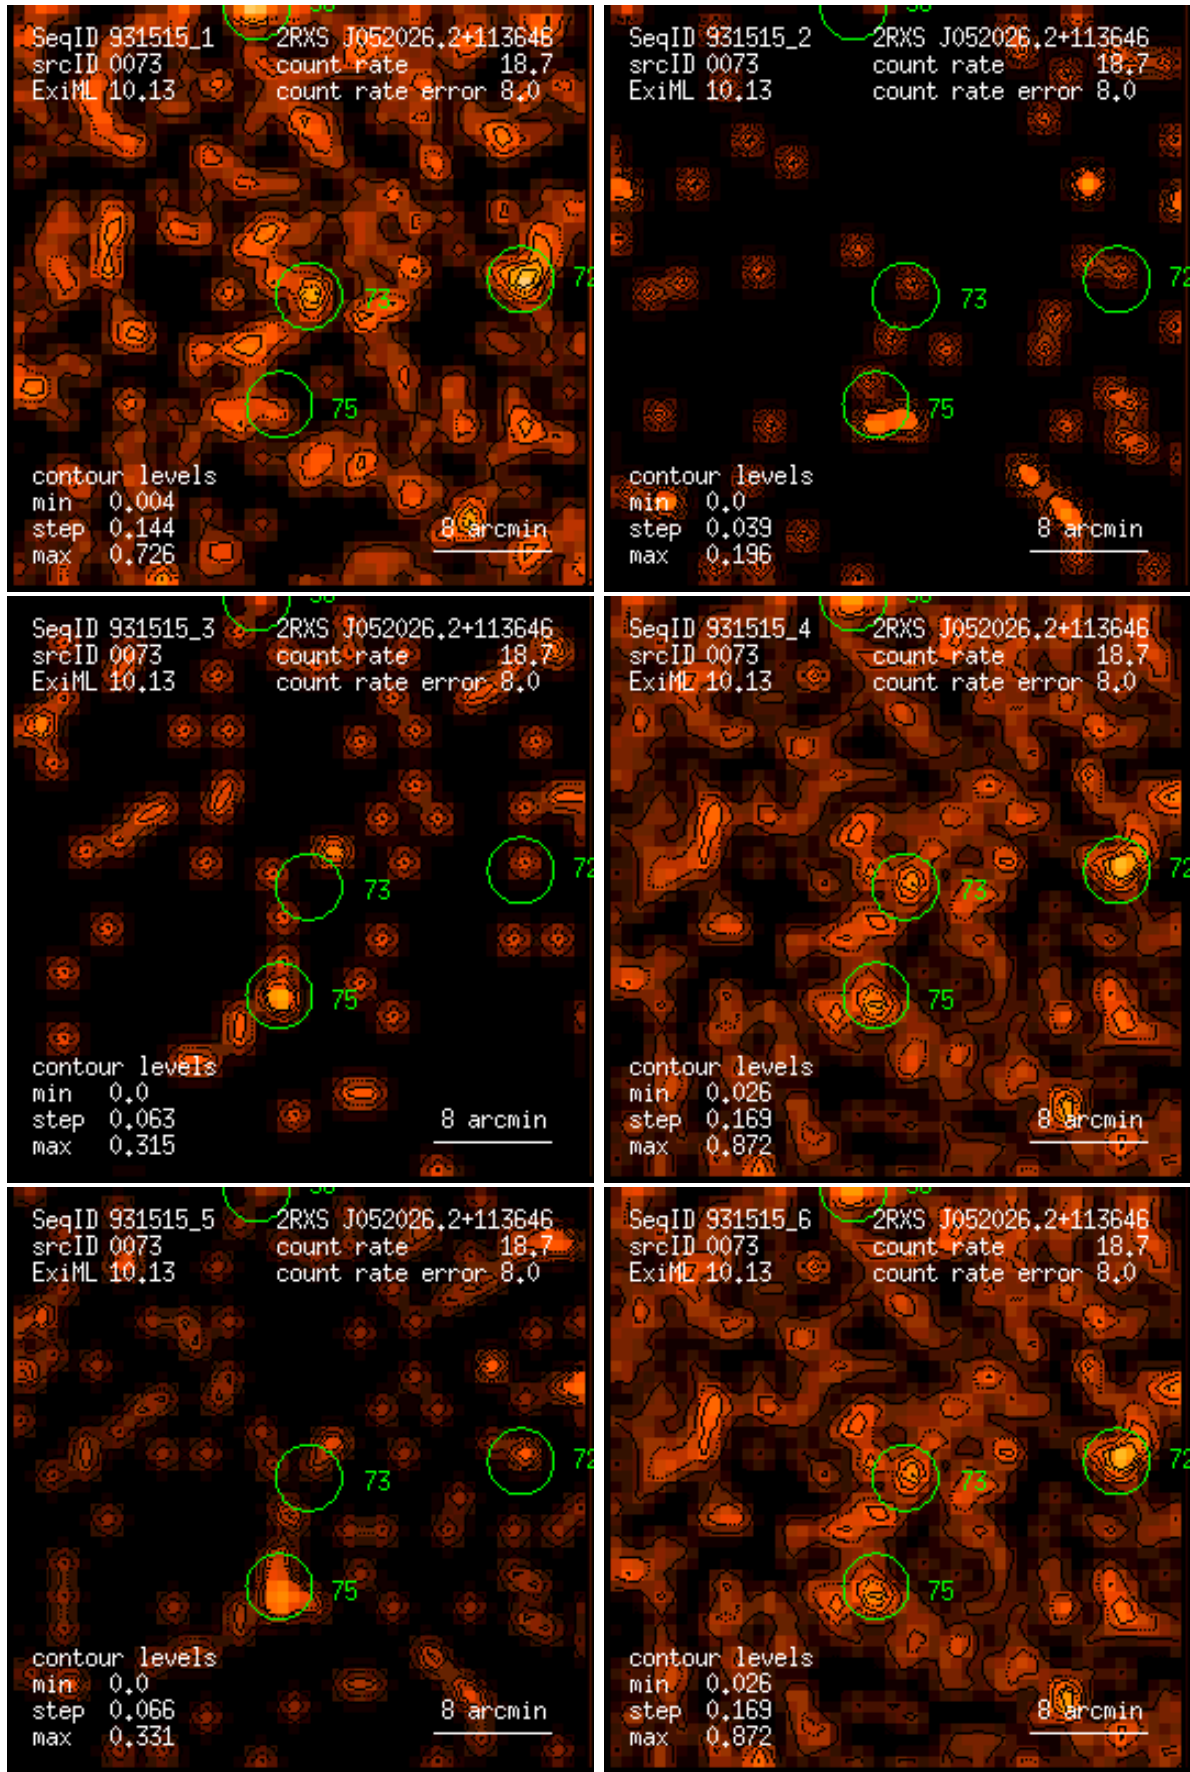 SeqID 931515_1 2RXS J052026.2+113646
srcID 0073 count rate 18.7
ExiML 10.13 count rate error 8.0
72
73
75
contour levels
min 0.004
step 0.144
max 0.726
8 arcmin
SeqID 931515_2 2RXS J052026.2+113646
srcID 0073 count rate 18.7
ExiML 10.13 count rate error 8.0
72
73
75
contour levels
min 0.0
step 0.039
max 0.196
8 arcmin
SeqID 931515_3 2RXS J052026.2+113646
srcID 0073 count rate 18.7
ExiML 10.13 count rate error 8.0
72
73
75
contour levels
min 0.0
step 0.063
max 0.315
8 arcmin
SeqID 931515_4 2RXS J052026.2+113646
srcID 0073 count rate 18.7
ExiML 10.13 count rate error 8.0
72
73
75
contour levels
min 0.026
step 0.169
max 0.872
8 arcmin
SeqID 931515_5 2RXS J052026.2+113646
srcID 0073 count rate 18.7
ExiML 10.13 count rate error 8.0
72
73
75
contour levels
min 0.0
step 0.066
max 0.331
8 arcmin
SeqID 931515_6 2RXS J052026.2+113646
srcID 0073 count rate 18.7
ExiML 10.13 count rate error 8.0
72
73
75
contour levels
min 0.026
step 0.169
max 0.872
8 arcmin